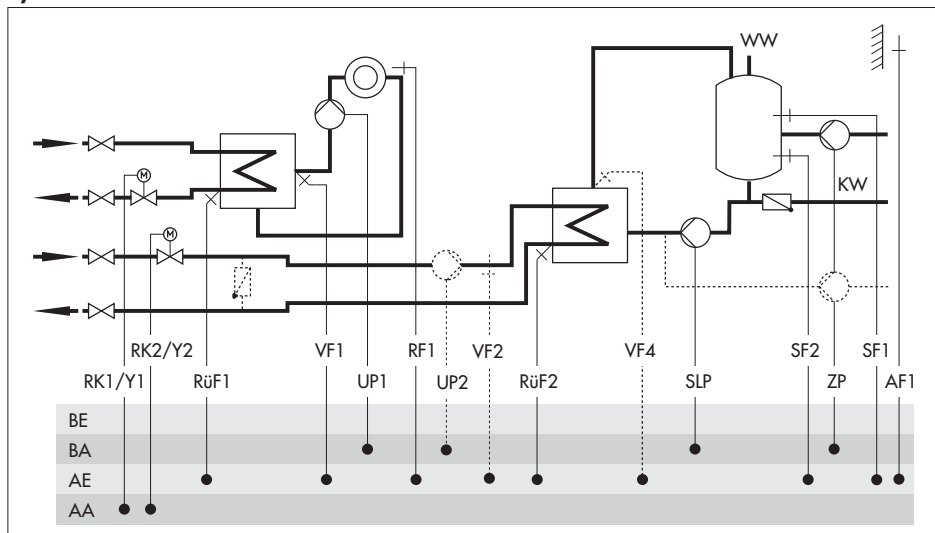 WW
M
KW
M
RK2/Y2 VF1 RF1 VF2 VF4 SF2 SF1
RK1/Y1 RüF1 UP1 UP2 RüF2 SLP ZP AF1
BE
BA
AE
AA